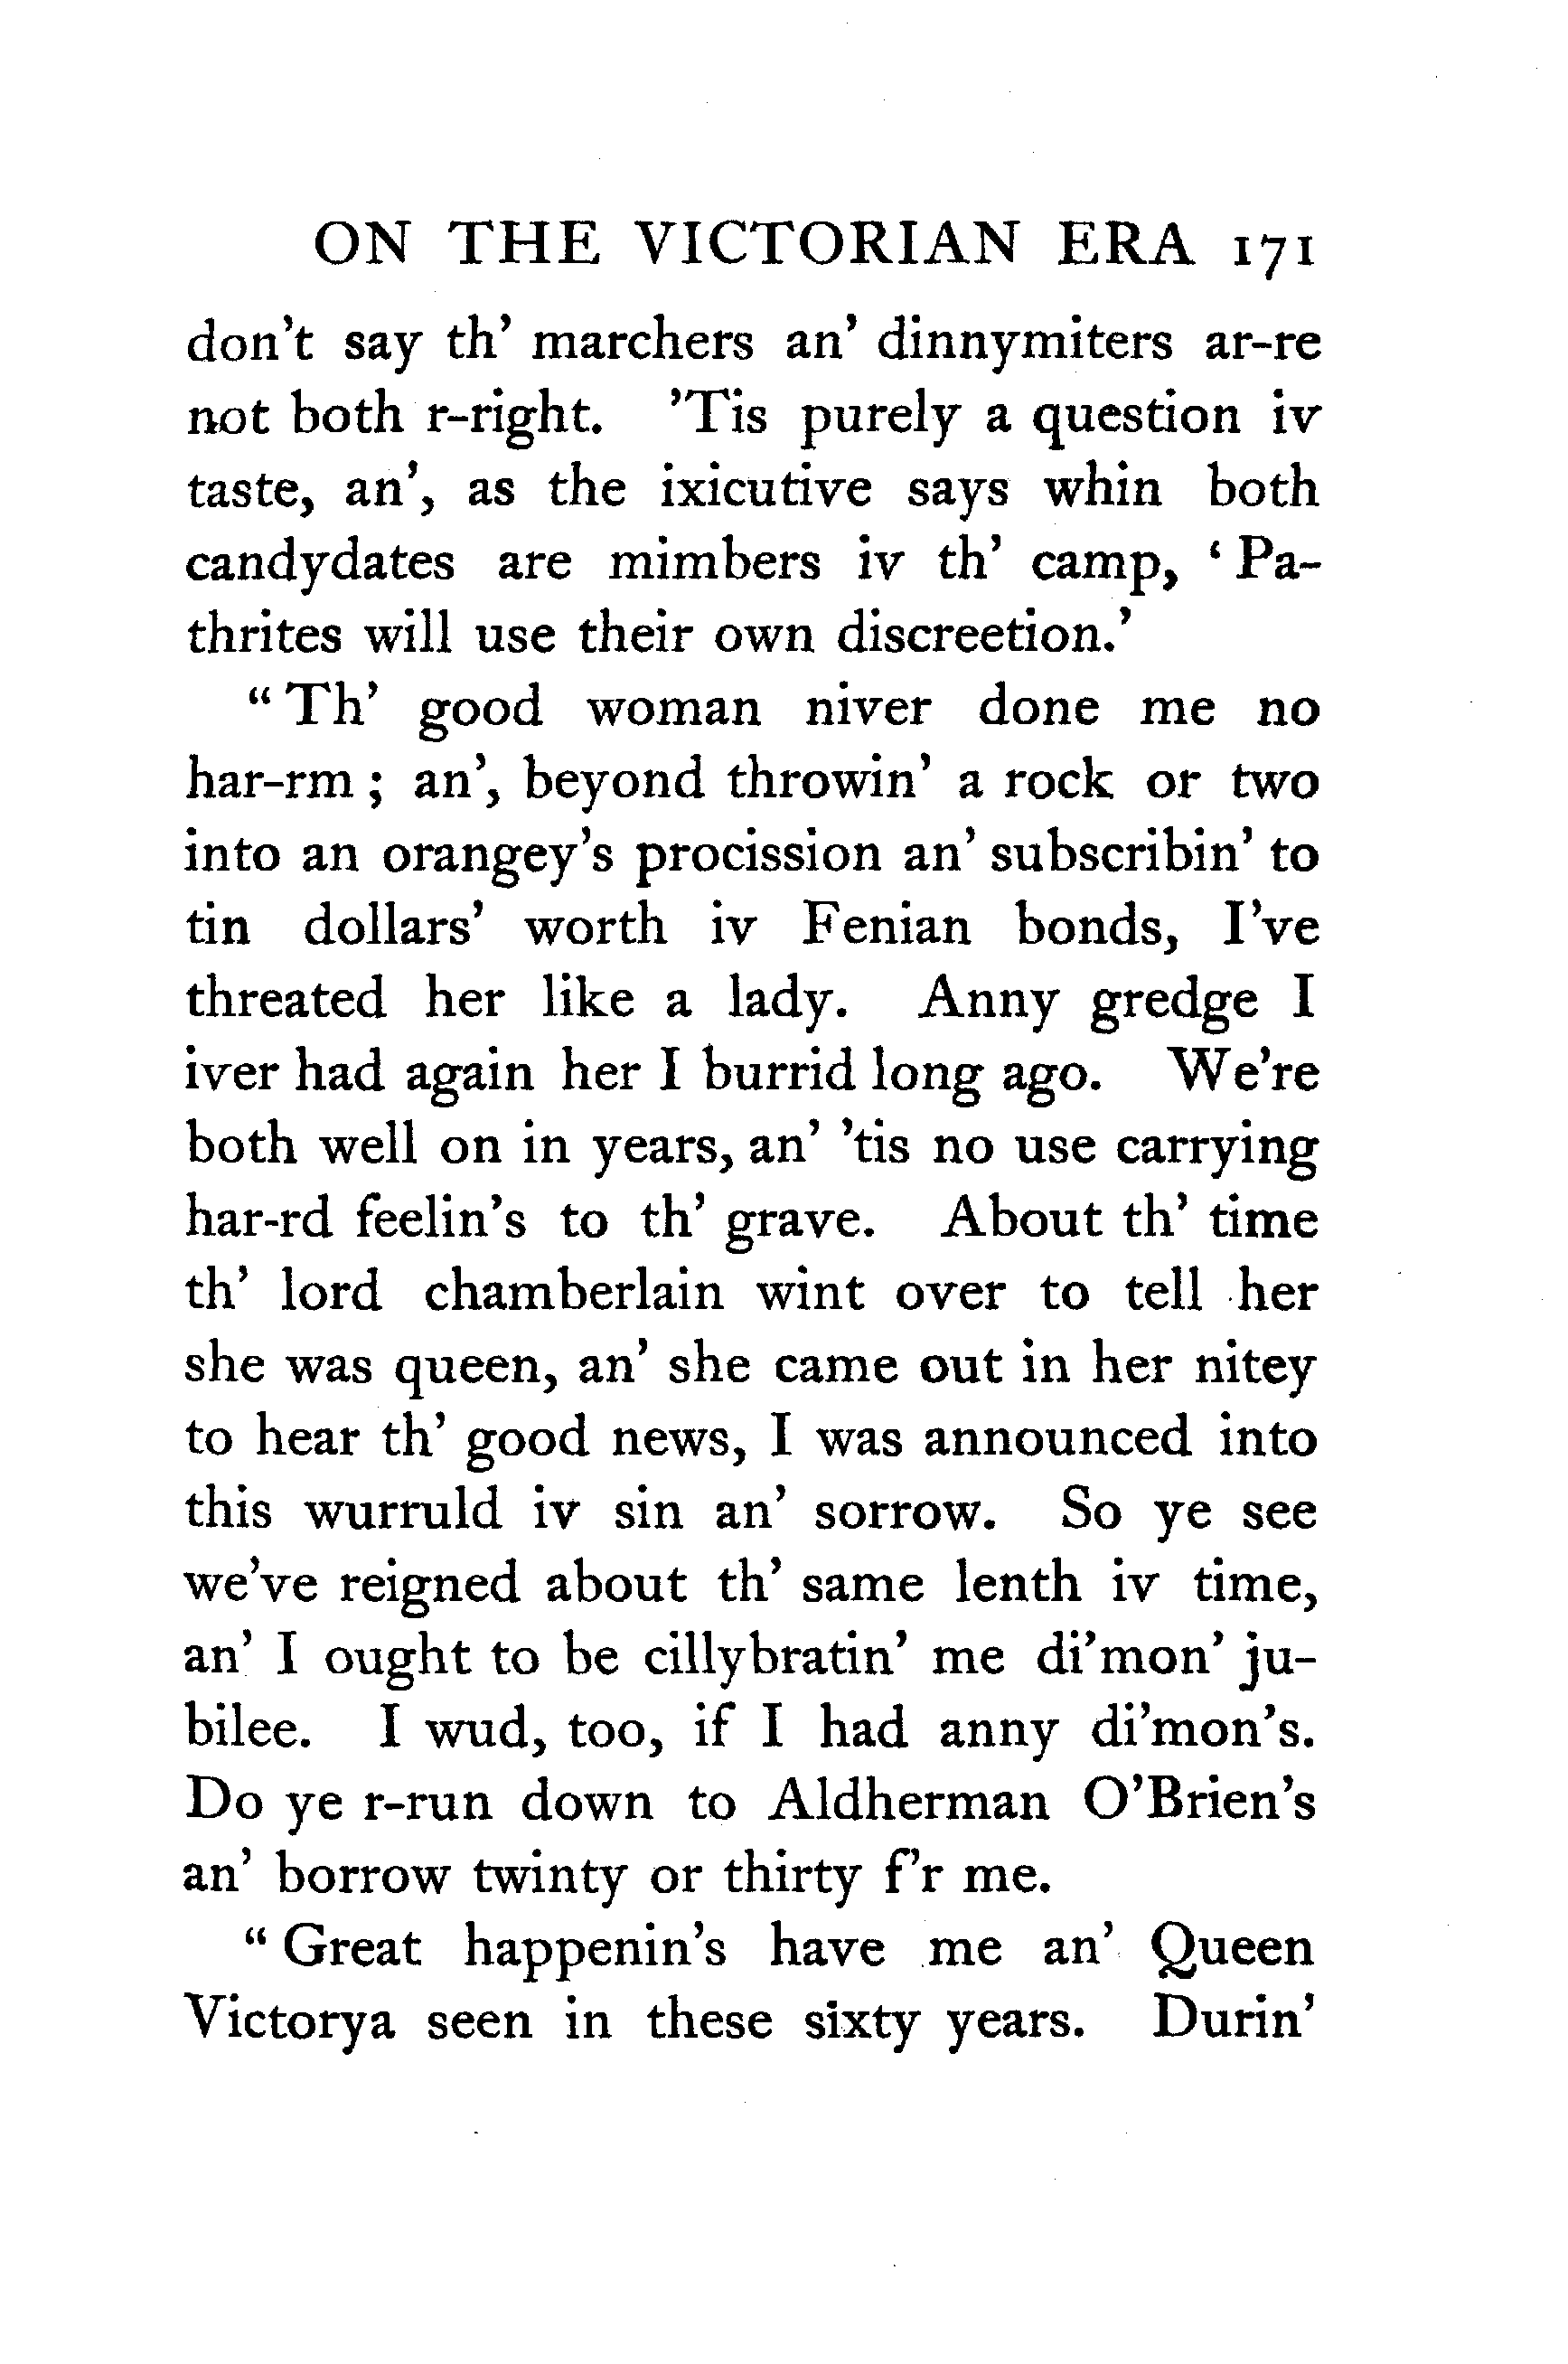 ON THE VICTORIAN ERA 171
don't say th' marchers an' dinnymiters ar-re
not both r-right. 'Tis purely a question iv
taste, an', as the ixicutive says whin both
candydates are mimbers iv th' camp, ‘Pa-
thrites will use their own discreetion.’
“Th' good woman niver done me no
har-rm; an', beyond throwin' a rock or two
into an orangey's procission an' subscribin' to
tin dollars' worth iv Fenian bonds, I've
threated her like a lady. Anny gredge I
iver had again her I burrid long ago. We're
both well on in years, an' 'tis no use carrying
har-rd feelin's to th' grave. About th' time
th' lord chamberlain wint over to tell her
she was queen, an' she came out in her nitey
to hear th' good news, I was announced into
this wurruld iv sin an' sorrow. So ye see
we've reigned about th' same lenth iv time,
an' I ought to be cillybratin' me di'mon' ju-
bilee. I wud, too, if I had anny di'mon's.
Do ye r-run down to Aldherman O'Brien's
an' borrow twinty or thirty f'r me.
“Great happenin's have me an' Queen
Victorya seen in these sixty years. Durin'